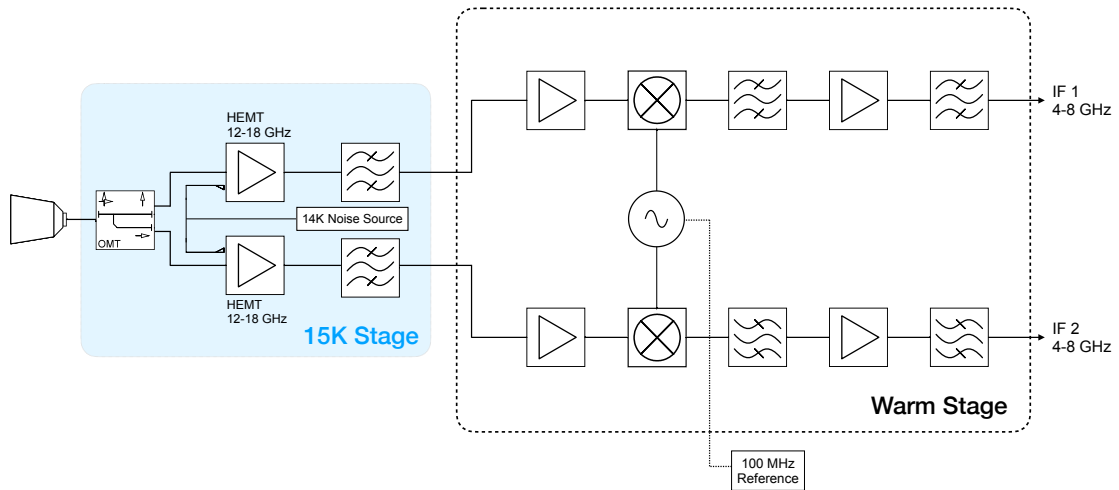 HEMT
12-18 GHz
14K Noise Source
OMT
HEMT
12-18 GHz
15K Stage
IF 1
4-8 GHz
IF 2
4-8 GHz
Warm Stage
100 MHz
Reference